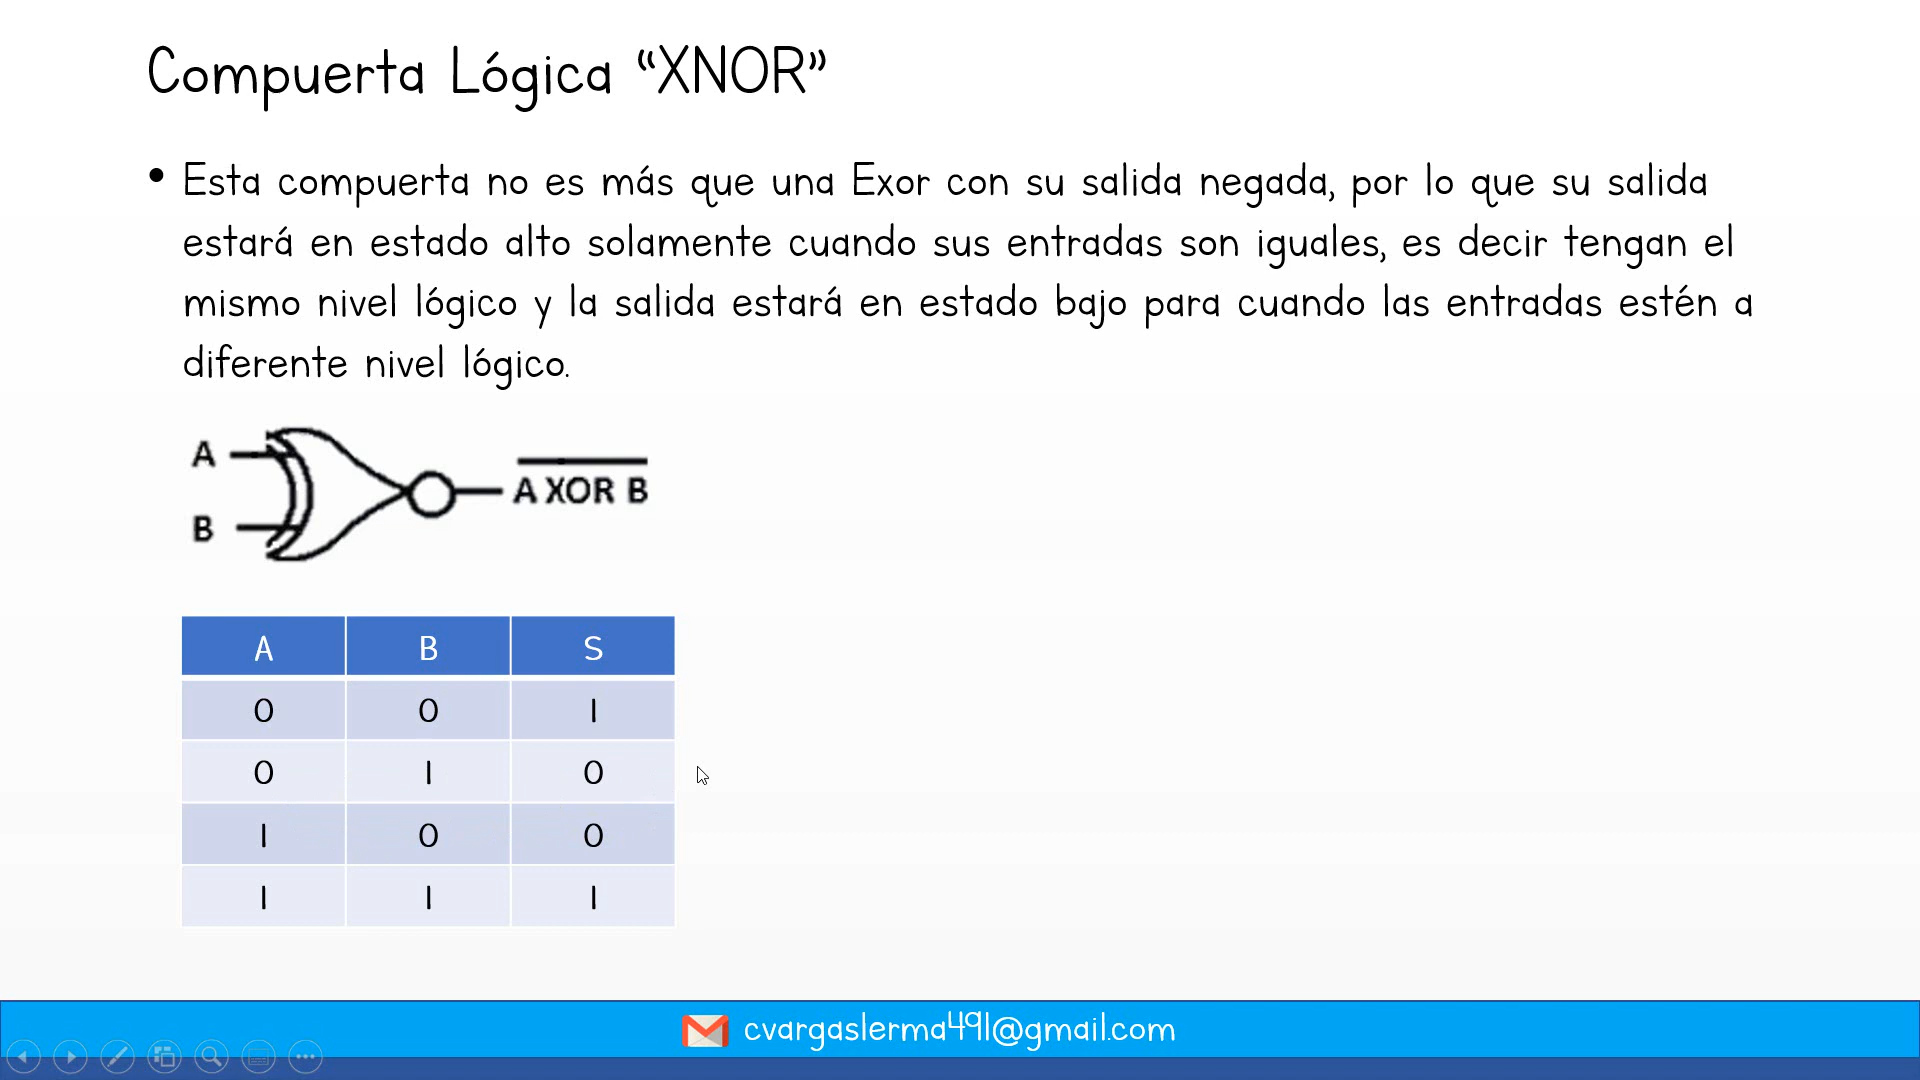 Compuerta Lógica “XNOR”
• Esta compuerta no es más que una Exor con su salida negada, por lo que su salida
estará en estado alto solamente cuando sus entradas son iguales, es decir tengan el
mismo nivel lógico y la salida estará en estado bajo para cuando las entradas estén a
diferente nivel lógico.
A
A XOR B
B
A B S
0 0 1
0 1 0
1 0 0
1 1 1
cvargaslerma491@gmail.com